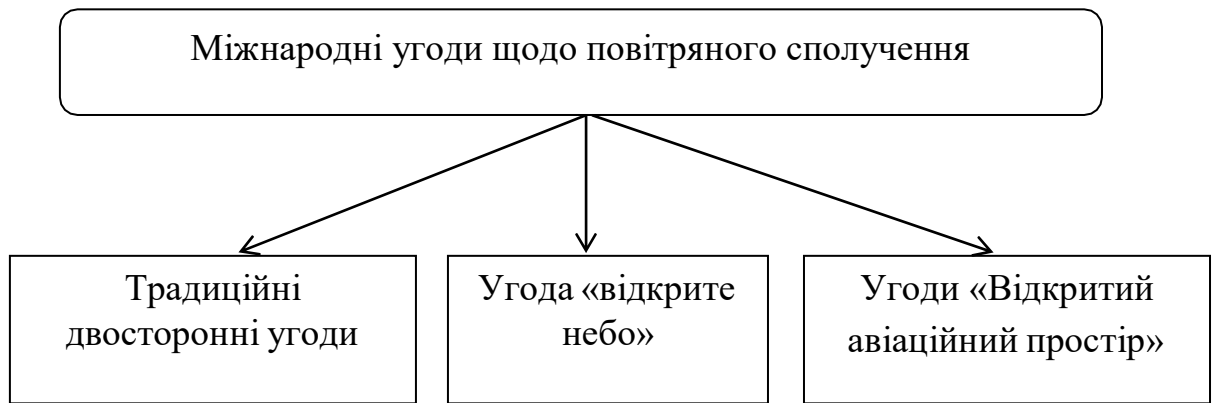 Міжнародні угоди щодо повітряного сполучення
Традиційні
двосторонні угоди
Угода «відкрите
небо»
Угоди «Відкритий
авіаційний простір»